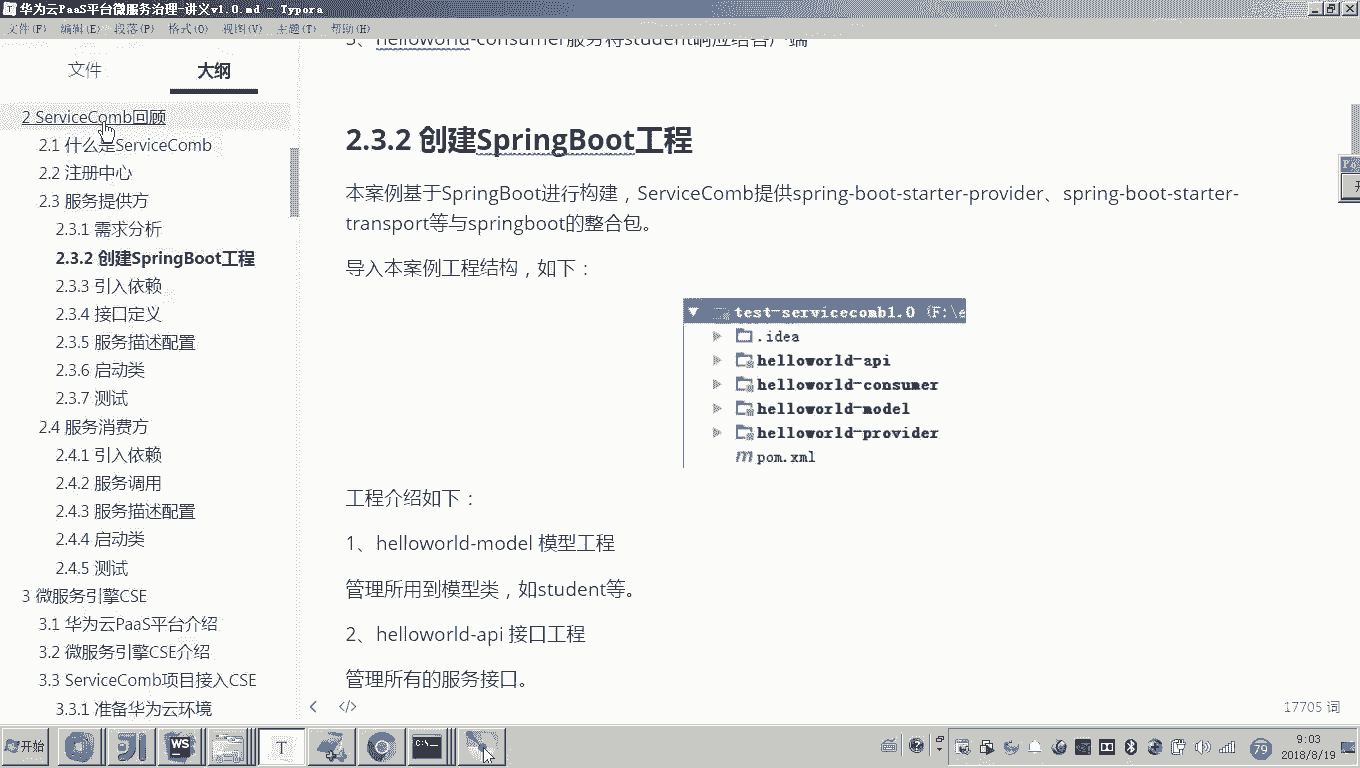 华为云PaaS平台微服务治理-讲义v1.0.md - Typora
文件(F) 编辑(E) 段落(P) 格式(O) 视图(V) 主题(T) 帮助(H)
文件 大纲
2 ServiceComb回顾
2.1 什么是ServiceComb
2.2 注册中心
2.3 服务提供方
2.3.1 需求分析
2.3.2 创建SpringBoot工程
2.3.3 引入依赖
2.3.4 接口定义
2.3.5 服务描述配置
2.3.6 启动类
2.3.7 测试
2.4 服务消费方
2.4.1 引入依赖
2.4.2 服务调用
2.4.3 服务描述配置
2.4.4 启动类
2.4.5 测试
3 微服务引擎CSE
3.1 华为云PaaS平台介绍
3.2 微服务引擎CSE介绍
3.3 ServiceComb项目接入CSE
3.3.1 准备华为云环境
helloworld-consumer服务将student响应给客户端
2.3.2 创建SpringBoot工程
本案例基于SpringBoot进行构建，ServiceComb提供spring-boot-starter-provider、spring-boot-starter-
transport等与springboot的整合包。
导入本案例工程结构，如下：
test-servicecomb1.0 (F:\e
.idea
helloworld-api
helloworld-consumer
helloworld-model
helloworld-provider
pom.xml
工程介绍如下：
1、helloworld-model 模型工程
管理所用到模型类，如student等。
2、helloworld-api 接口工程
管理所有的服务接口。
17705 词
开始
WS
T
C:\
79
9:03
2018/8/19